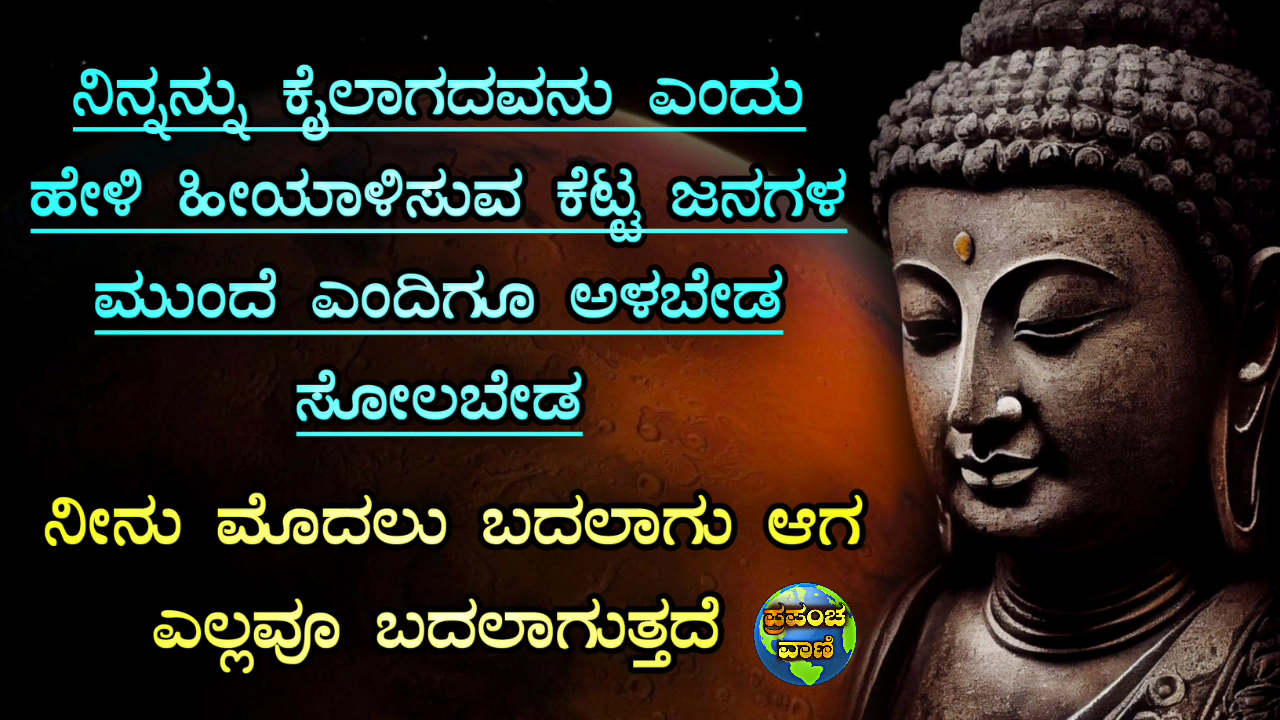 ನಿನ್ನನ್ನು ಕೈಲಾಗದವನು ಎಂದು
ಹೇಳಿ ಹೀಯಾಳಿಸುವ ಕೆಟ್ಟ ಜನಗಳ
ಮುಂದೆ ಎಂದಿಗೂ ಅಳಬೇಡ
ಸೋಲಬೇಡ
ನೀನು ಮೊದಲು ಬದಲಾಗು ಆಗ
ಎಲ್ಲವೂ ಬದಲಾಗುತ್ತದೆ
ಪ್ರಪಂಚ
ವಾಣಿ